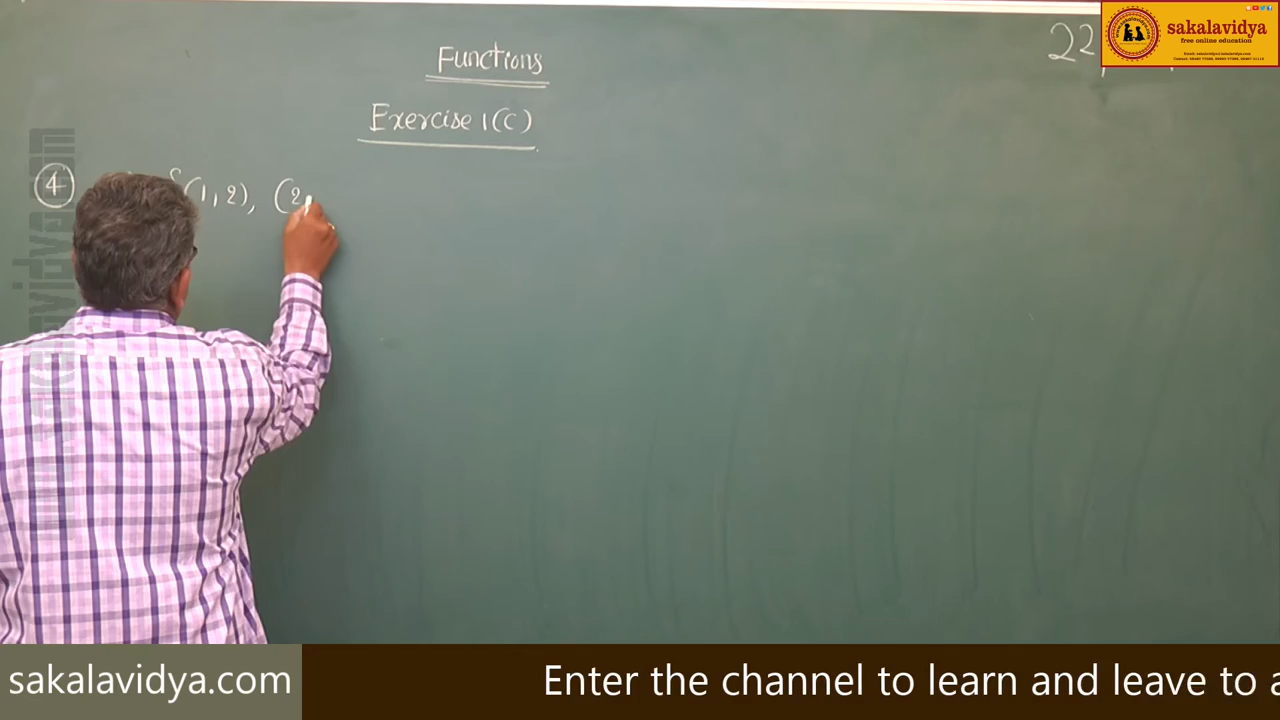 Functions
22
sakalavidya
free online education
Exercise 1(C)
4 (1, 2), (2,
sakalavidya.com
Enter the channel to learn and leave to a